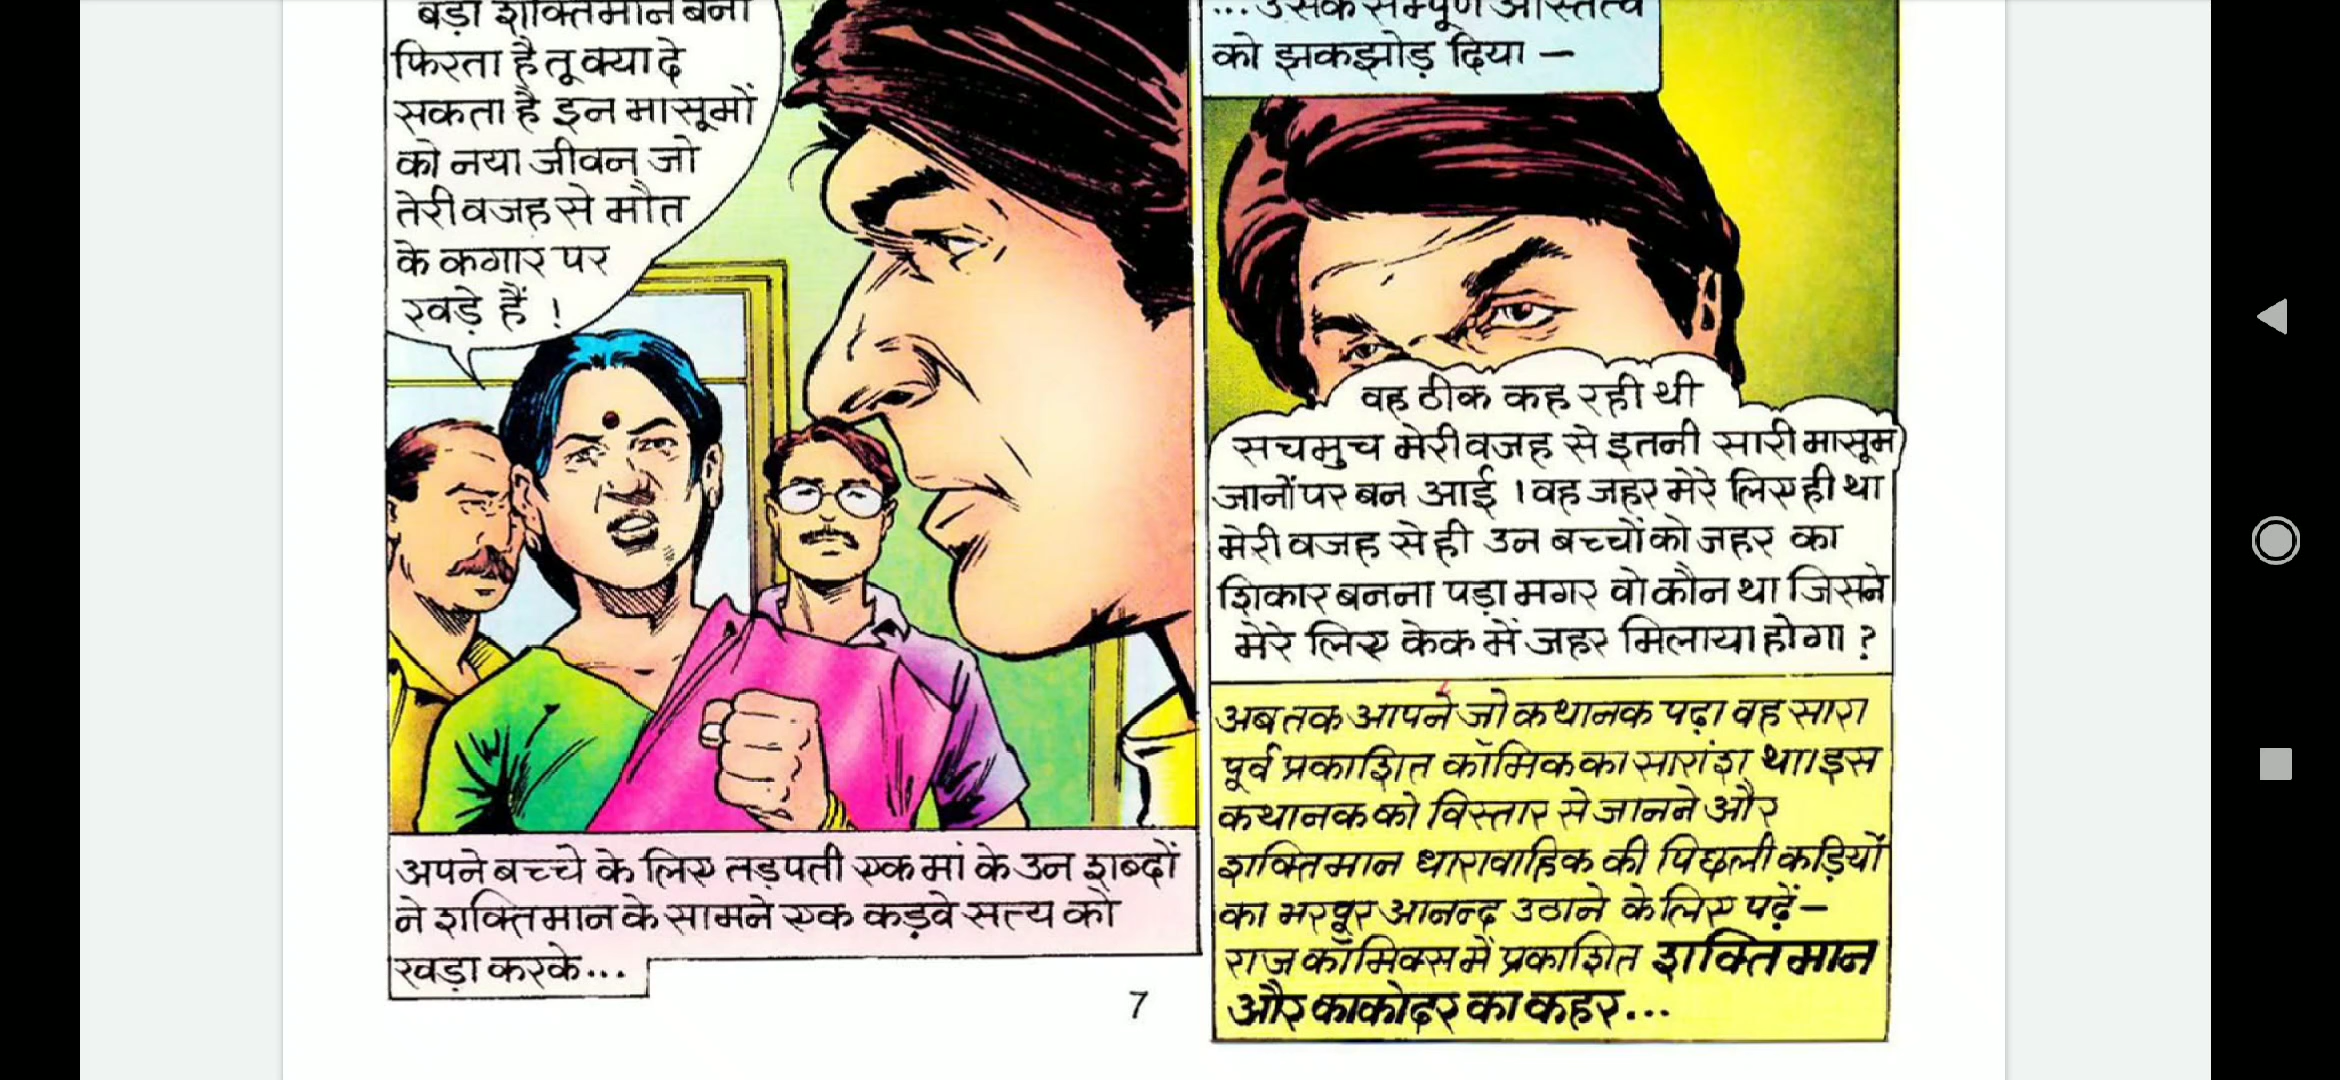 बड़ा शक्तिमान बना
फिरता है तू क्या दे
सकता है इन मासूमों
को नया जीवन जो
तेरी वजह से मौत
के कगार पर
खड़े हैं !
अपने बच्चे के लिए तड़पती एक मां के उन शब्दों
ने शक्तिमान के सामने एक कड़वे सत्य को
खड़ा करके...
...उसके सम्पूर्ण अस्तित्व
को झकझोड़ दिया -
वह ठीक कह रही थी
सचमुच मेरी वजह से इतनी सारी मासूम
जानों पर बन आई । वह जहर मेरे लिए ही था
मेरी वजह से ही उन बच्चों को जहर का
शिकार बनना पड़ा मगर वो कौन था जिसने
मेरे लिए केक में जहर मिलाया होगा ?
अब तक आपने जो कथानक पढ़ा वह सारा
पूर्व प्रकाशित कॉमिक का सारांश था। इस
कथानक को विस्तार से जानने और
शक्तिमान धारावाहिक की पिछली कड़ियों
का भरपूर आनन्द उठाने के लिए पढ़ें-
राज कॉमिक्स में प्रकाशित शक्तिमान
और काकोदर का कहर...
7